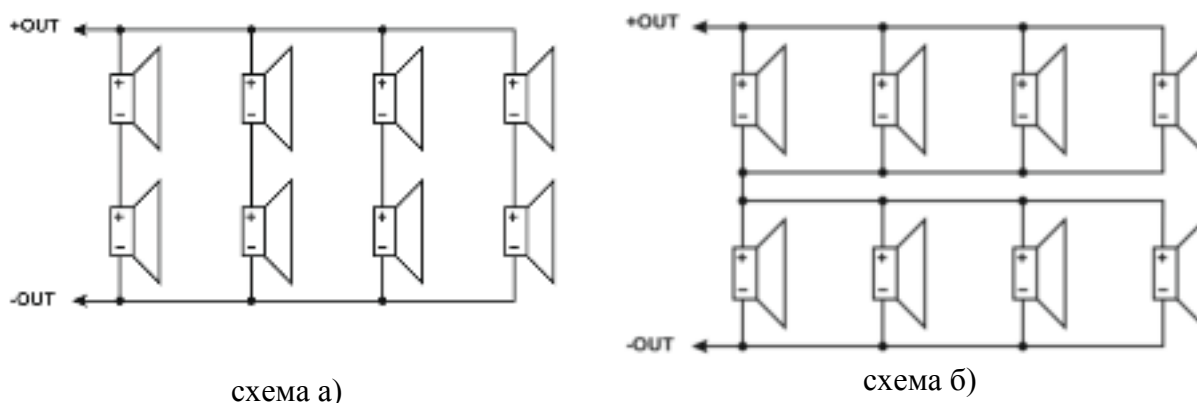 +OUT
+ + + +
− − − −
+ + + +
− − − −
-OUT
схема а)
+OUT
+ + + +
− − − −
+ + + +
− − − −
-OUT
схема б)